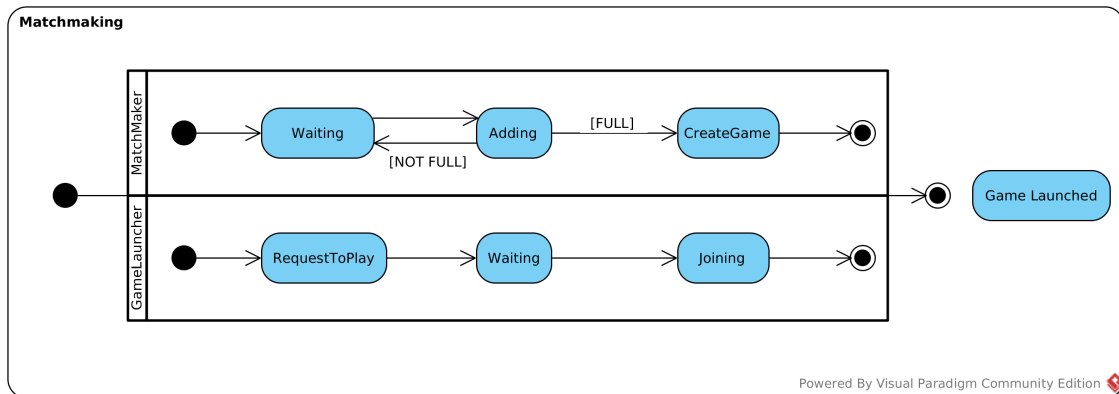 Matchmaking
MatchMaker
Waiting
Adding
[FULL]
CreateGame
[NOT FULL]
Game Launched
GameLauncher
RequestToPlay
Waiting
Joining
Powered By Visual Paradigm Community Edition